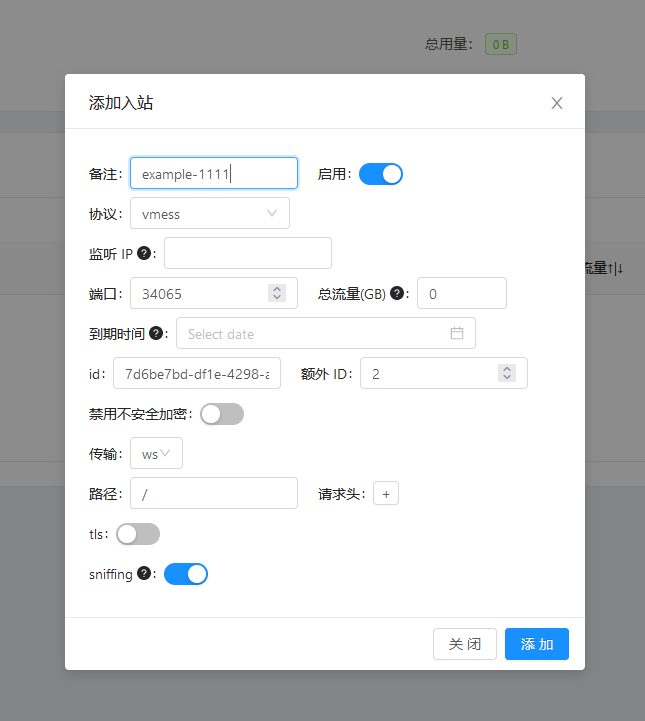 总用量： 0 B
添加入站
备注： example-1111 启用：
协议： vmess
监听 IP ? ：
流量↑|↓
端口： 34065 总流量(GB) ? ： 0
到期时间 ? ： Select date
id： 7d6be7bd-df1e-4298-a 额外 ID： 2
禁用不安全加密：
传输： ws
路径： / 请求头： +
tls：
sniffing ? ：
关 闭 添 加